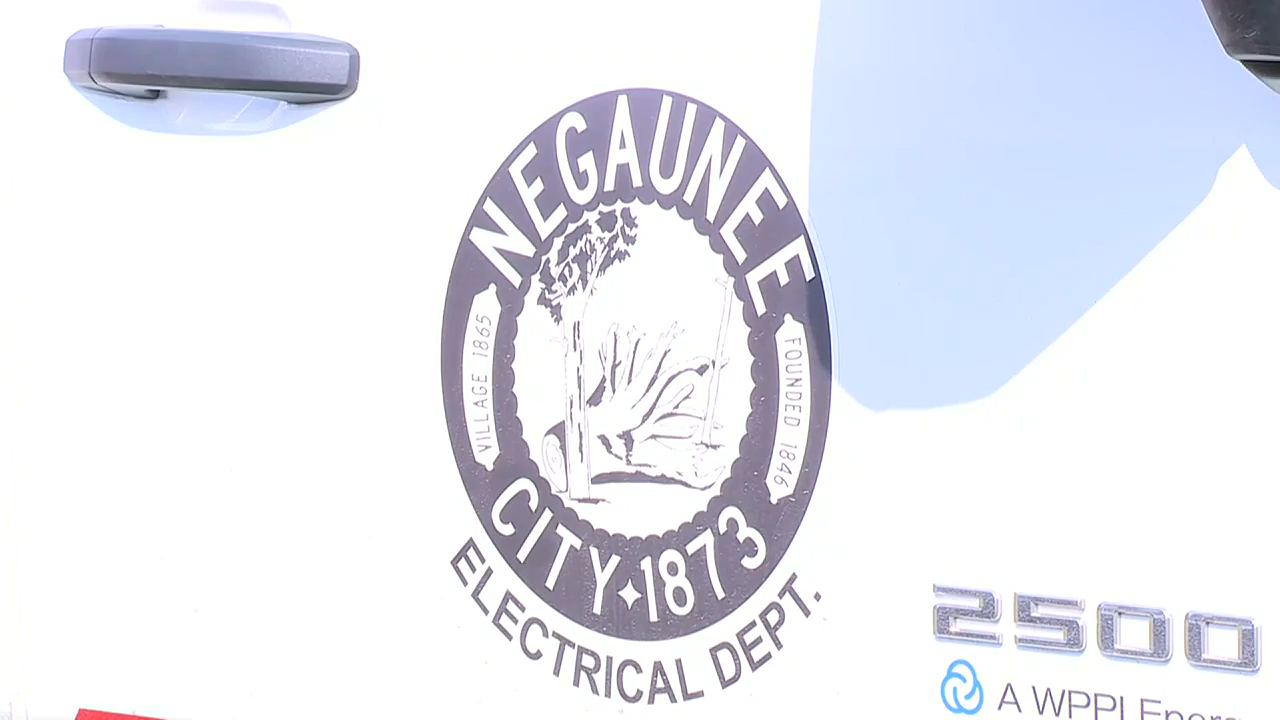 NEGAUNEE
VILLAGE 1865
FOUNDED 1846
CITY 1873
ELECTRICAL DEPT.
2500
A WPPI